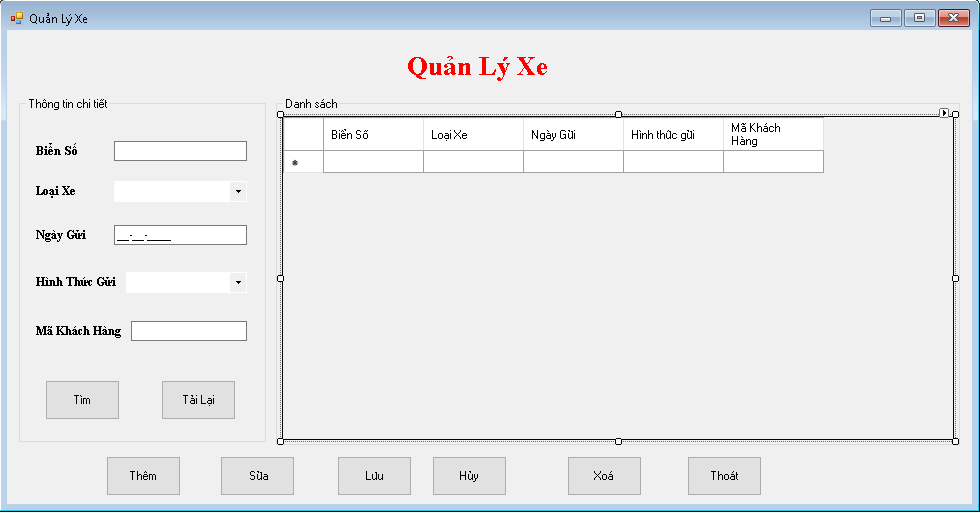 Quản Lý Xe
Quản Lý Xe
Thông tin chi tiết
Biển Số
Loại Xe
Ngày Gửi
__-__-____
Hình Thức Gửi
Mã Khách Hàng
Tìm
Tải Lại
Danh sách
Biển Số
Loại Xe
Ngày Gửi
Hình thức gửi
Mã Khách
Hàng
Thêm
Sửa
Lưu
Hủy
Xoá
Thoát